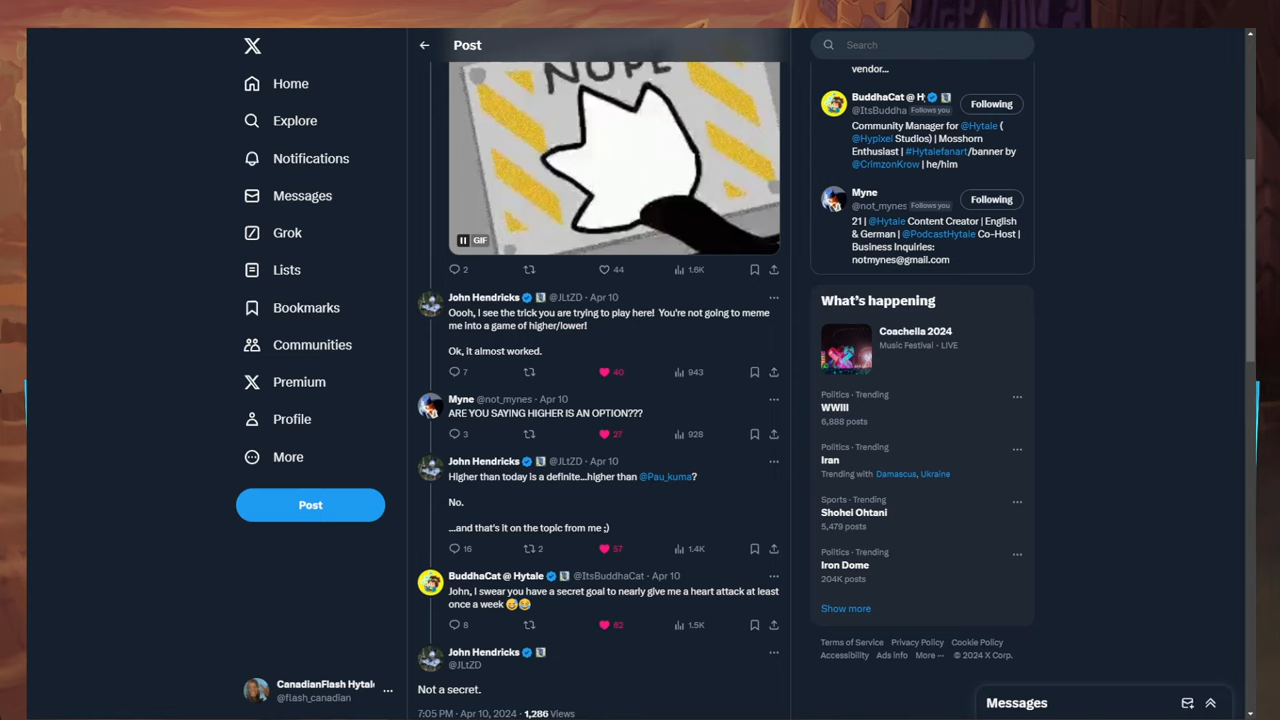 Home
Explore
Notifications
Messages
Grok
Lists
Bookmarks
Communities
Premium
Profile
More
Post
CanadianFlash Hytale
@flash_canadian
Post
NOPE
GIF
2
44
1.6K
John Hendricks @JLtZD · Apr 10
Oooh, I see the trick you are trying to play here! You're not going to meme
me into a game of higher/lower!
Ok, it almost worked.
7
40
943
Myne @not_mynes · Apr 10
ARE YOU SAYING HIGHER IS AN OPTION???
3
27
928
John Hendricks @JLtZD · Apr 10
Higher than today is a definite...higher than @Pau_kuma?
No.
...and that's it on the topic from me ;)
16
2
57
1.4K
BuddhaCat @ Hytale @ItsBuddhaCat · Apr 10
John, I swear you have a secret goal to nearly give me a heart attack at least
once a week 😅😂
8
62
1.5K
John Hendricks
@JLtZD
Not a secret.
7:05 PM · Apr 10, 2024 · 1,286 Views
Search
vendor...
BuddhaCat @ H
@ItsBuddha Follows you
Following
Community Manager for @Hytale (
@Hypixel Studios) | Mosshorn
Enthusiast | #Hytalefanart/banner by
@CrimzonKrow | he/him
Myne
@not_mynes Follows you
Following
21 | @Hytale Content Creator | English
& German | @PodcastHytale Co-Host |
Business Inquiries:
notmynes@gmail.com
What's happening
Coachella 2024
Music Festival · LIVE
Politics · Trending
WWIII
6,888 posts
Politics · Trending
Iran
Trending with Damascus, Ukraine
Sports · Trending
Shohei Ohtani
5,479 posts
Politics · Trending
Iron Dome
204K posts
Show more
Terms of Service Privacy Policy Cookie Policy
Accessibility Ads info More ··· © 2024 X Corp.
Messages